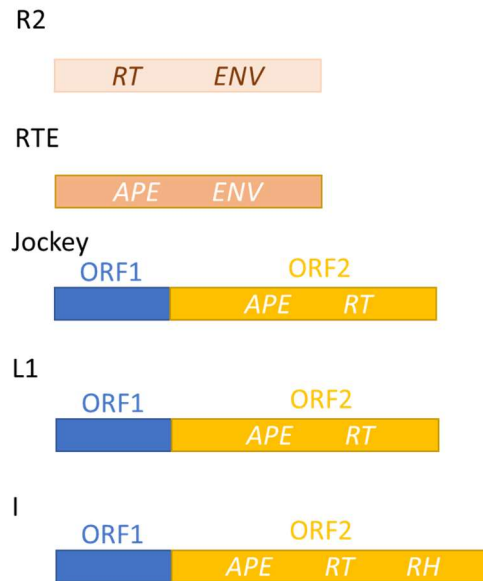 R2
RT ENV
RTE
APE ENV
Jockey
ORF1 ORF2
APE RT
L1
ORF1 ORF2
APE RT
I
ORF1 ORF2
APE RT RH